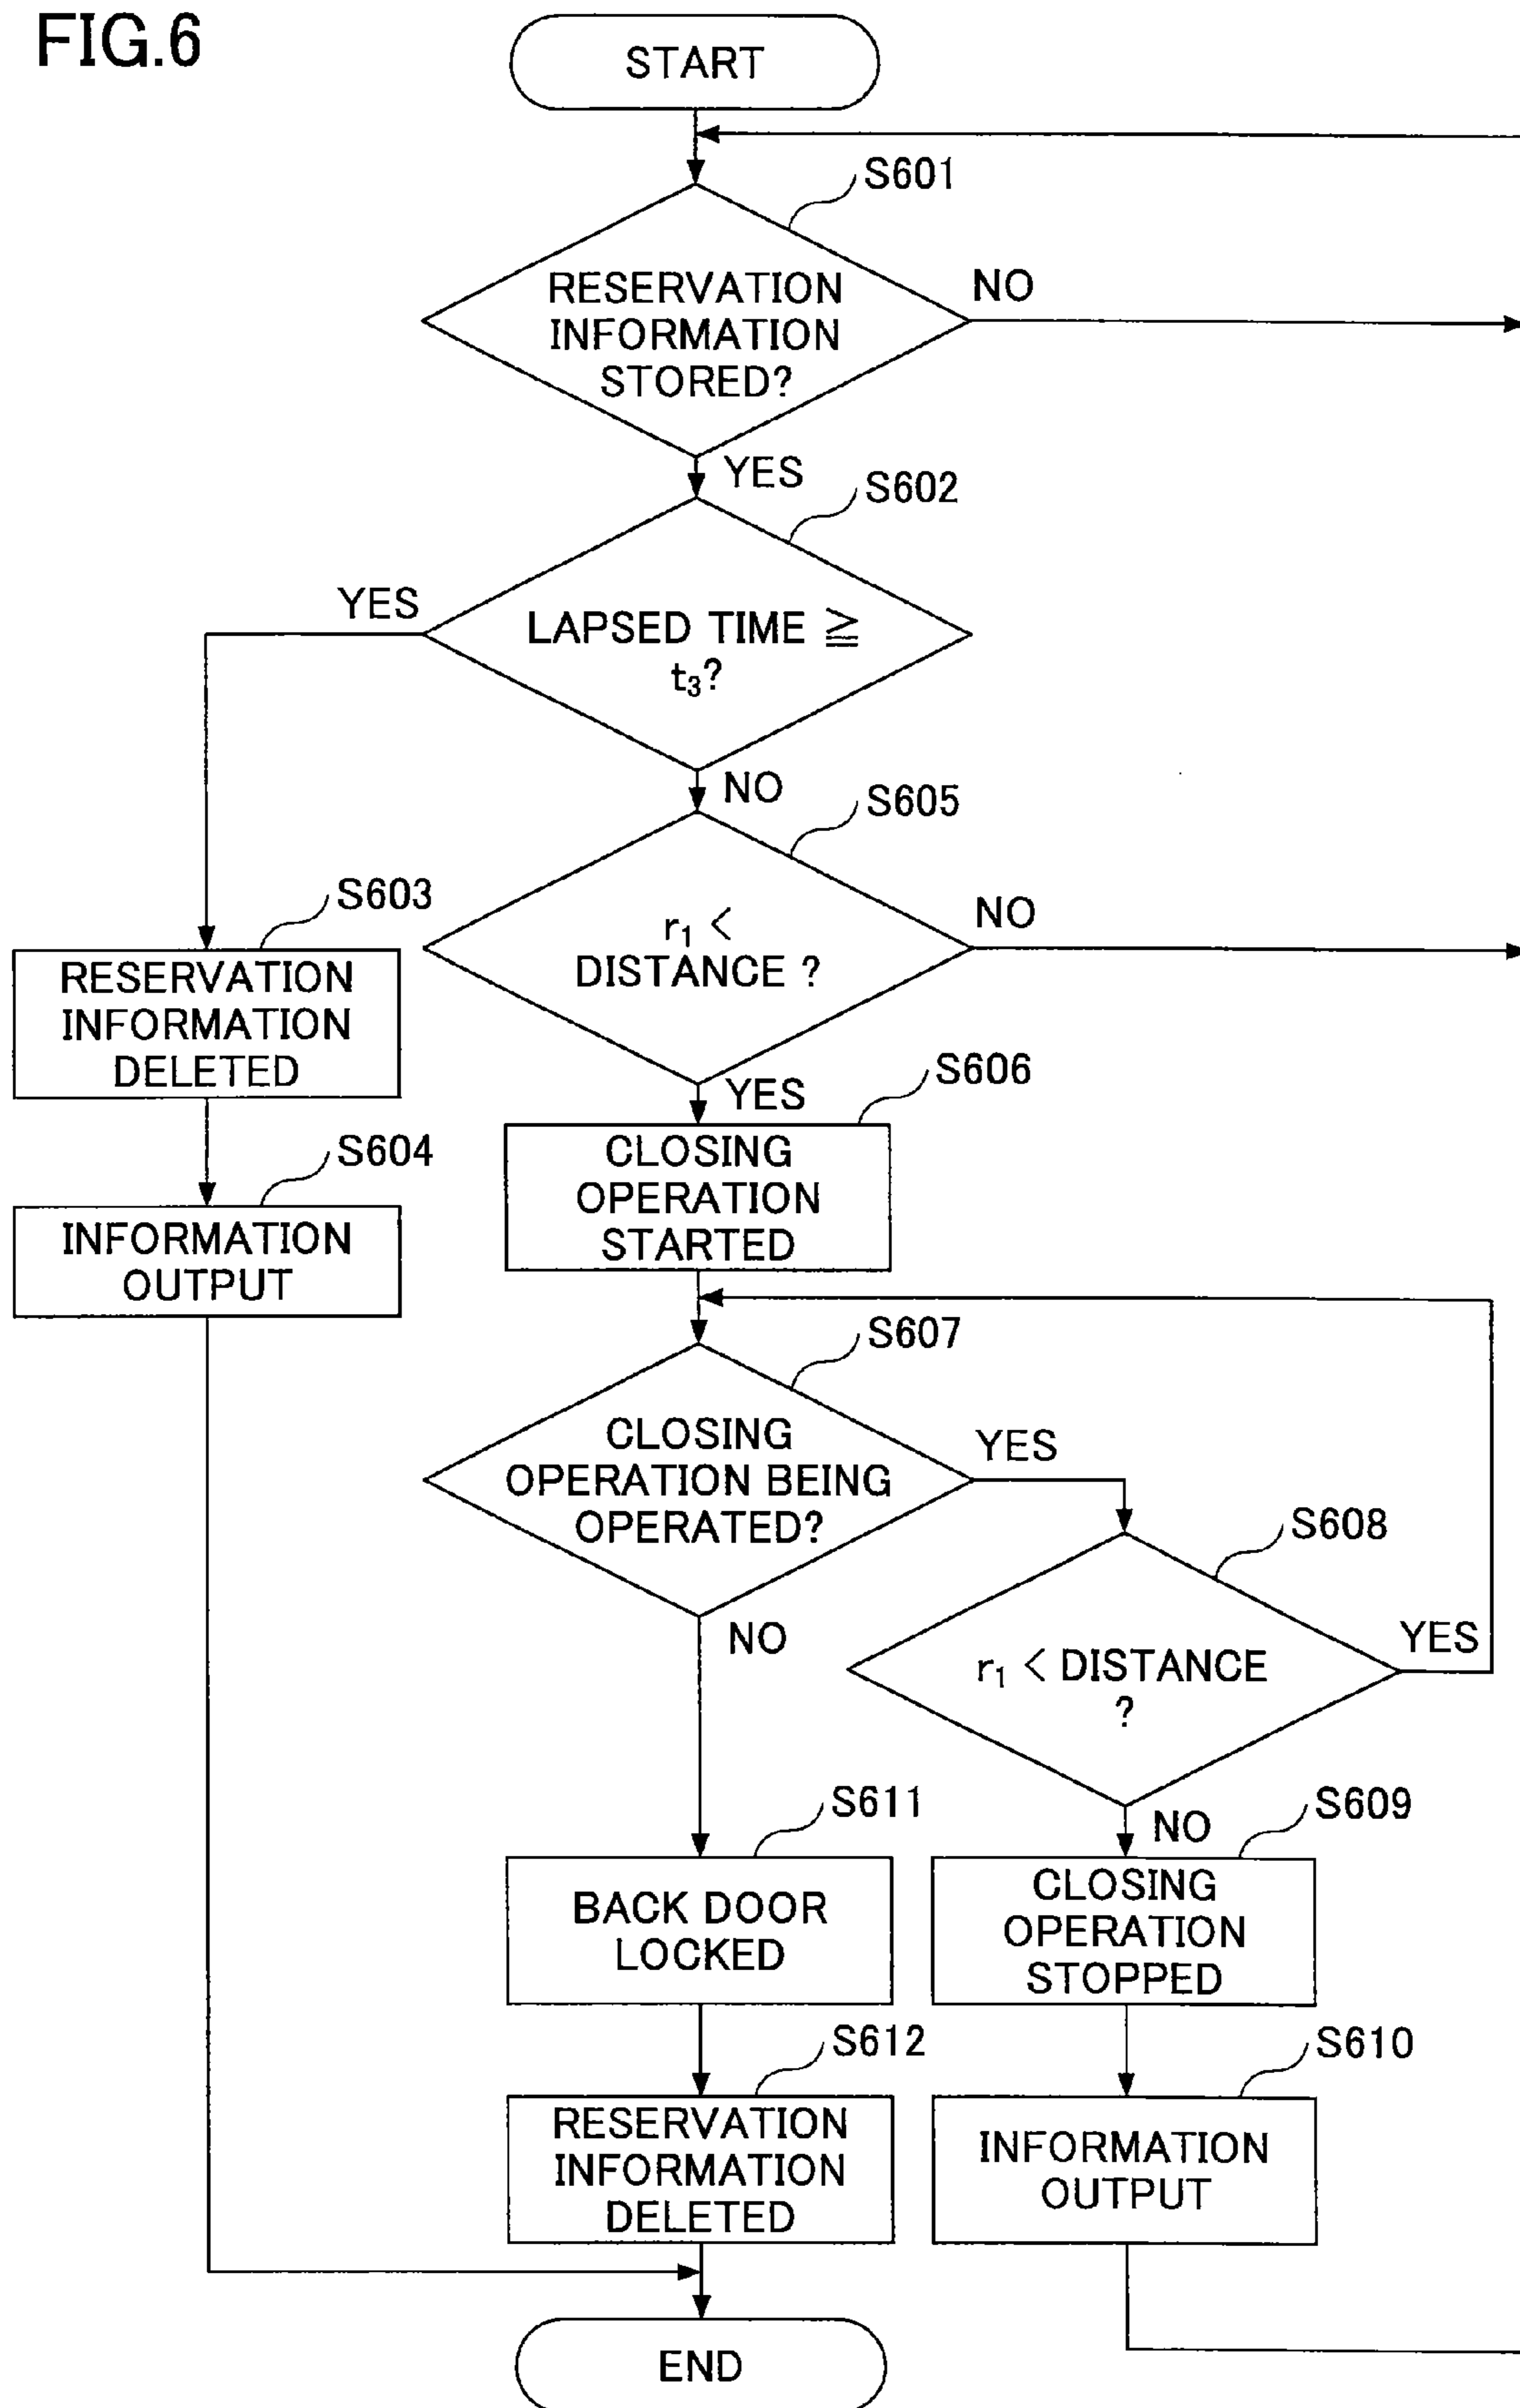 FIG.6
START
S601
RESERVATION
INFORMATION
STORED?
NO
YES
S602
YES
LAPSED TIME ≧
t₃?
NO
S605
r₁ <
DISTANCE ?
NO
S603
RESERVATION
INFORMATION
DELETED
YES
S606
CLOSING
OPERATION
STARTED
S604
INFORMATION
OUTPUT
S607
CLOSING
OPERATION BEING
OPERATED?
YES
S608
r₁ < DISTANCE
?
YES
NO
NO
S611
BACK DOOR
LOCKED
S609
CLOSING
OPERATION
STOPPED
S612
RESERVATION
INFORMATION
DELETED
S610
INFORMATION
OUTPUT
END